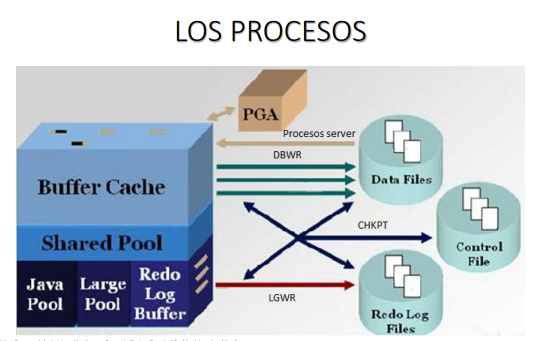 LOS PROCESOS
PGA
Procesos server
DBWR
Buffer Cache
Data Files
CHKPT
Shared Pool
Control
File
Java
Pool
Large
Pool
Redo
Log
Buffer
LGWR
Redo Log
Files